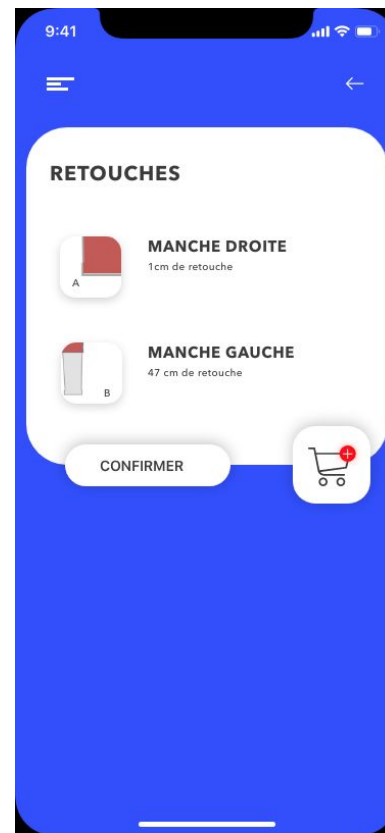 9:41
RETOUCHES
MANCHE DROITE
1cm de retouche
A
MANCHE GAUCHE
47 cm de retouche
B
CONFIRMER